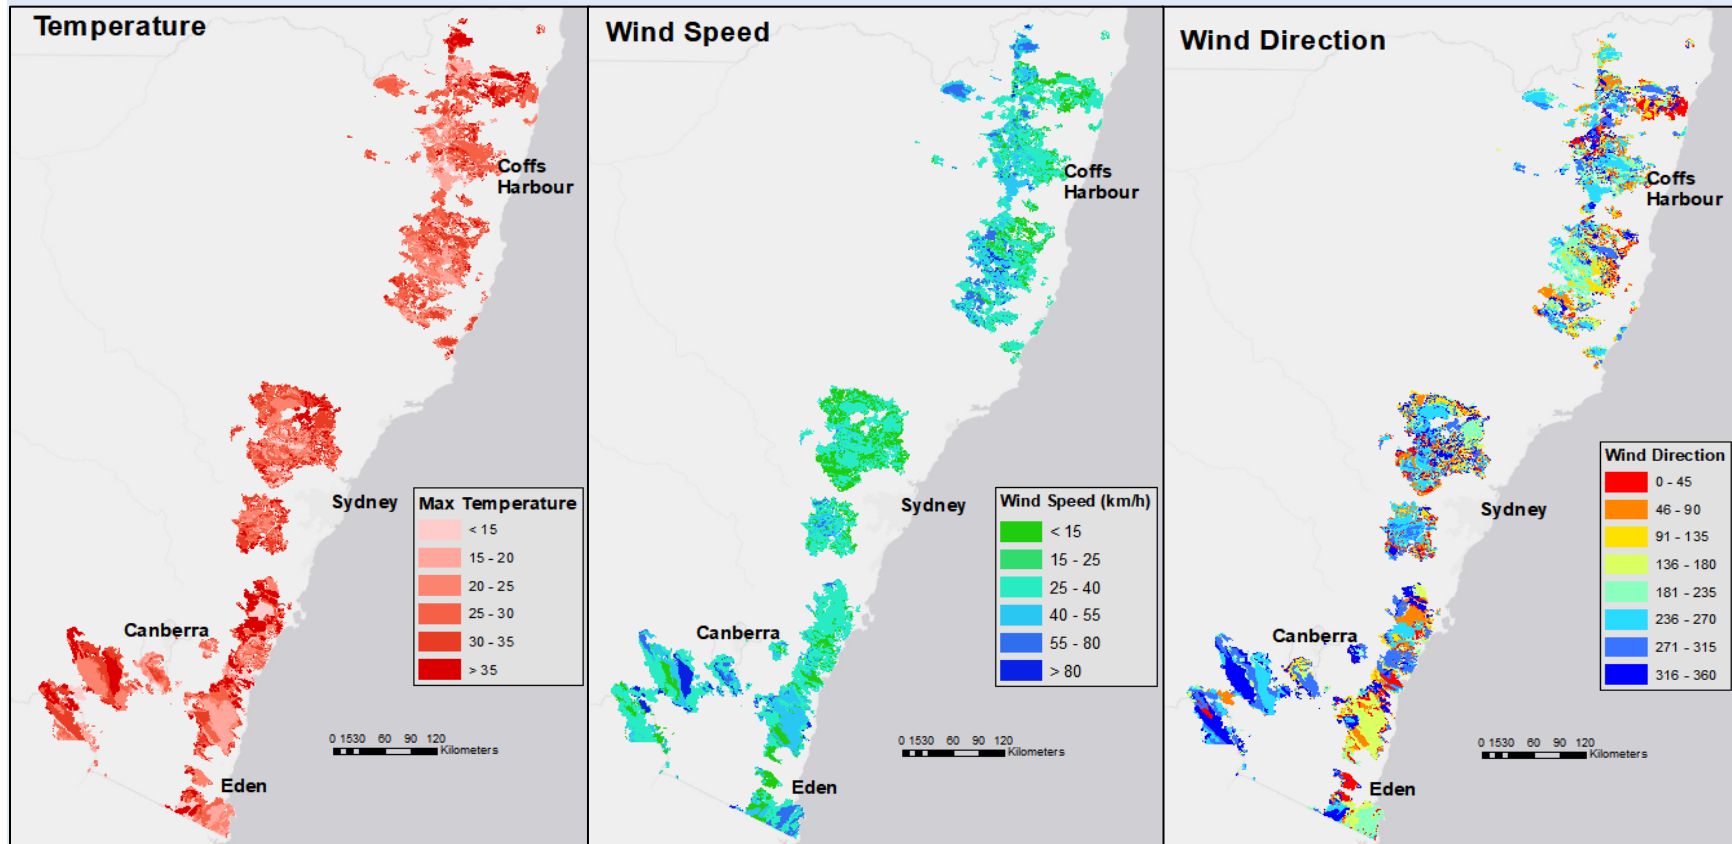 Temperature
Coffs
Harbour
Sydney
Max Temperature
< 15
15 - 20
20 - 25
25 - 30
30 - 35
> 35
Canberra
0 1530 60 90 120
Kilometers
Eden
Wind Speed
Coffs
Harbour
Sydney
Wind Speed (km/h)
< 15
15 - 25
25 - 40
40 - 55
55 - 80
> 80
Canberra
0 1530 60 90 120
Kilometers
Eden
Wind Direction
Coffs
Harbour
Sydney
Wind Direction
0 - 45
46 - 90
91 - 135
136 - 180
181 - 235
236 - 270
271 - 315
316 - 360
Canberra
0 1530 60 90 120
Kilometers
Eden